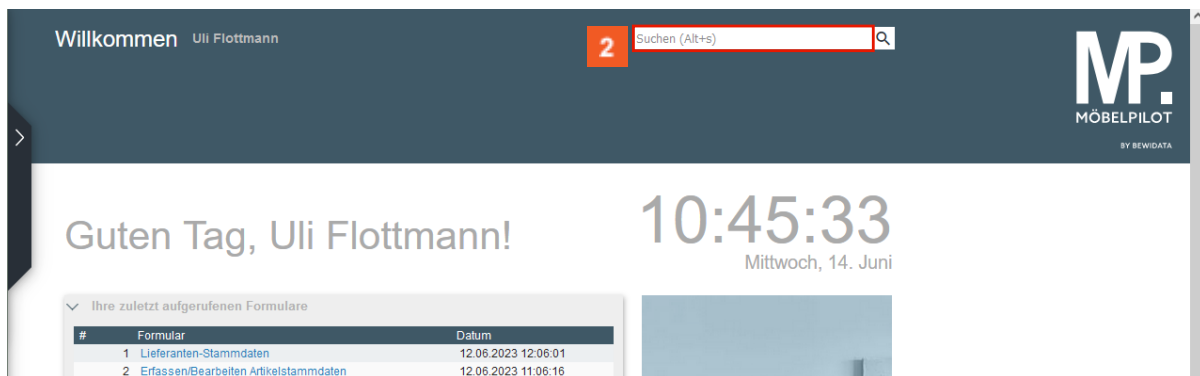 Willkommen Uli Flottmann
2
Suchen (Alt+s)
MP.
MÖBELPILOT
BY BEWIDATA
Guten Tag, Uli Flottmann!
10:45:33
Mittwoch, 14. Juni
Ihre zuletzt aufgerufenen Formulare
# Formular Datum
1 Lieferanten-Stammdaten 12.06.2023 12:06:01
2 Erfassen/Bearbeiten Artikelstammdaten 12.06.2023 11:06:16